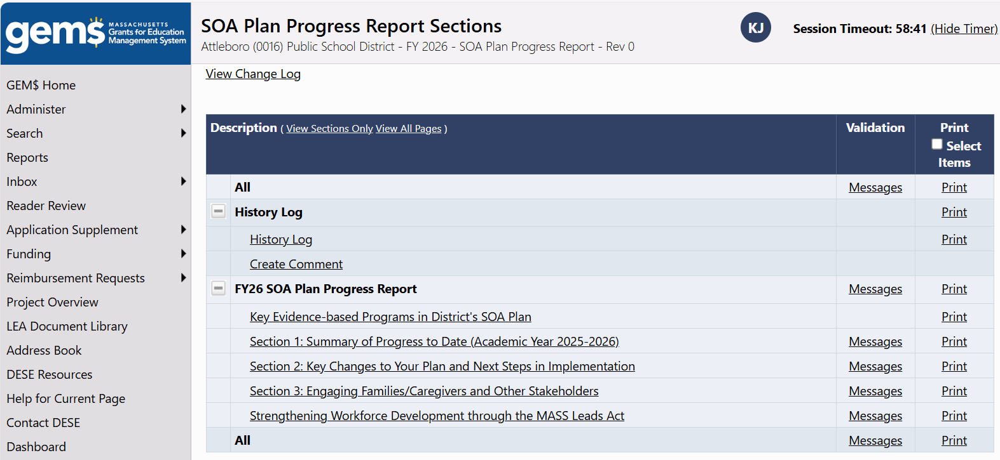 gem$ MASSACHUSETTS
Grants for Education
Management System
SOA Plan Progress Report Sections
Attleboro (0016) Public School District - FY 2026 - SOA Plan Progress Report - Rev 0
KJ
Session Timeout: 58:41 (Hide Timer)
GEM$ Home
Administer
Search
Reports
Inbox
Reader Review
Application Supplement
Funding
Reimbursement Requests
Project Overview
LEA Document Library
Address Book
DESE Resources
Help for Current Page
Contact DESE
Dashboard
View Change Log
Description ( View Sections Only View All Pages ) Validation Print
Select
Items
All Messages Print
History Log Print
History Log Print
Create Comment
FY26 SOA Plan Progress Report Messages Print
Key Evidence-based Programs in District's SOA Plan Print
Section 1: Summary of Progress to Date (Academic Year 2025-2026) Messages Print
Section 2: Key Changes to Your Plan and Next Steps in Implementation Messages Print
Section 3: Engaging Families/Caregivers and Other Stakeholders Messages Print
Strengthening Workforce Development through the MASS Leads Act Messages Print
All Messages Print